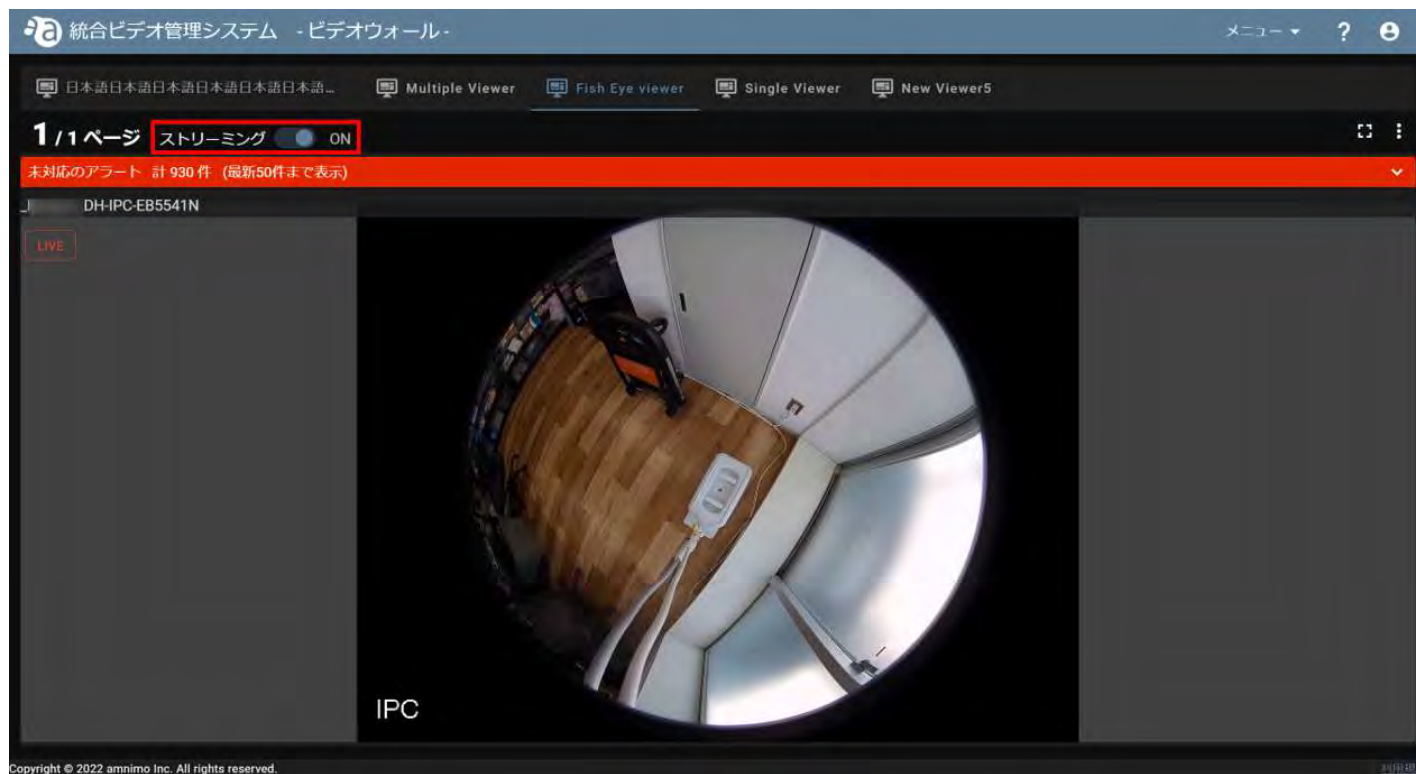 統合ビデオ管理システム - ビデオウォール -
メニュー ?
日本語日本語日本語日本語日本語日本語... Multiple Viewer Fish Eye viewer Single Viewer New Viewer5
1 / 1 ページ ストリーミング ON
未対応のアラート 計 930 件 (最新50件まで表示)
DH-IPC-EB5541N
LIVE
IPC
Copyright © 2022 amnimo Inc. All rights reserved.